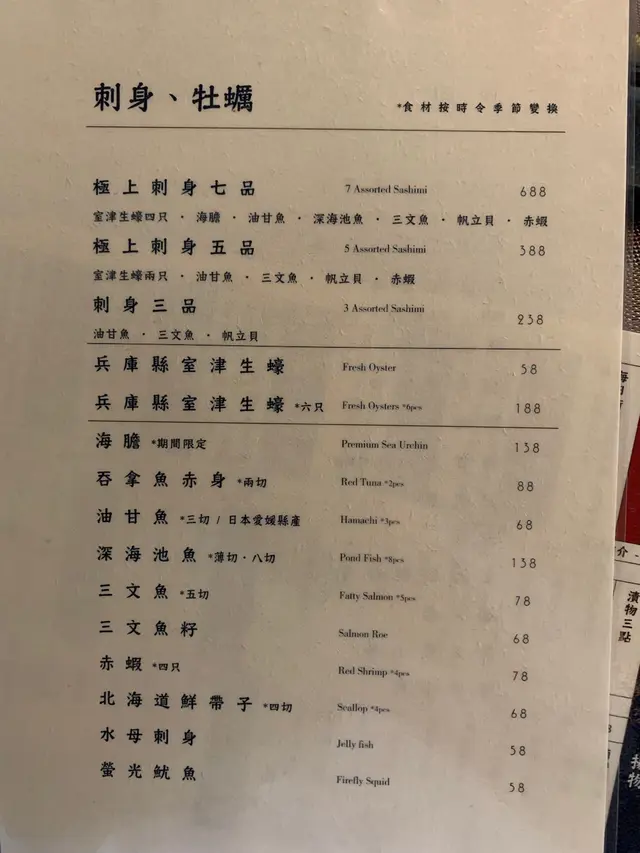 刺身、牡蠣 *食材按時令季節變換
極上刺身七品 7 Assorted Sashimi 688
室津生蠔四只 · 海膽 · 油甘魚 · 深海池魚 · 三文魚 · 帆立貝 · 赤蝦
極上刺身五品 5 Assorted Sashimi 388
室津生蠔兩只 · 油甘魚 · 三文魚 · 帆立貝 · 赤蝦
刺身三品 3 Assorted Sashimi 238
油甘魚 · 三文魚 · 帆立貝
兵庫縣室津生蠔 Fresh Oyster 58
兵庫縣室津生蠔 *六只 Fresh Oysters *6pcs 188
海膽 *期間限定 Premium Sea Urchin 138
吞拿魚赤身 *兩切 Red Tuna *2pcs 88
油甘魚 *三切 / 日本愛媛縣產 Hamachi *3pcs 68
深海池魚 *薄切·八切 Pond Fish *8pcs 138
三文魚 *五切 Fatty Salmon *5pcs 78
三文魚籽 Salmon Roe 68
赤蝦 *四只 Red Shrimp *4pcs 78
北海道鮮帶子 *四切 Scallop *4pcs 68
水母刺身 Jelly fish 58
螢光魷魚 Firefly Squid 58
介、
漬物三點
物